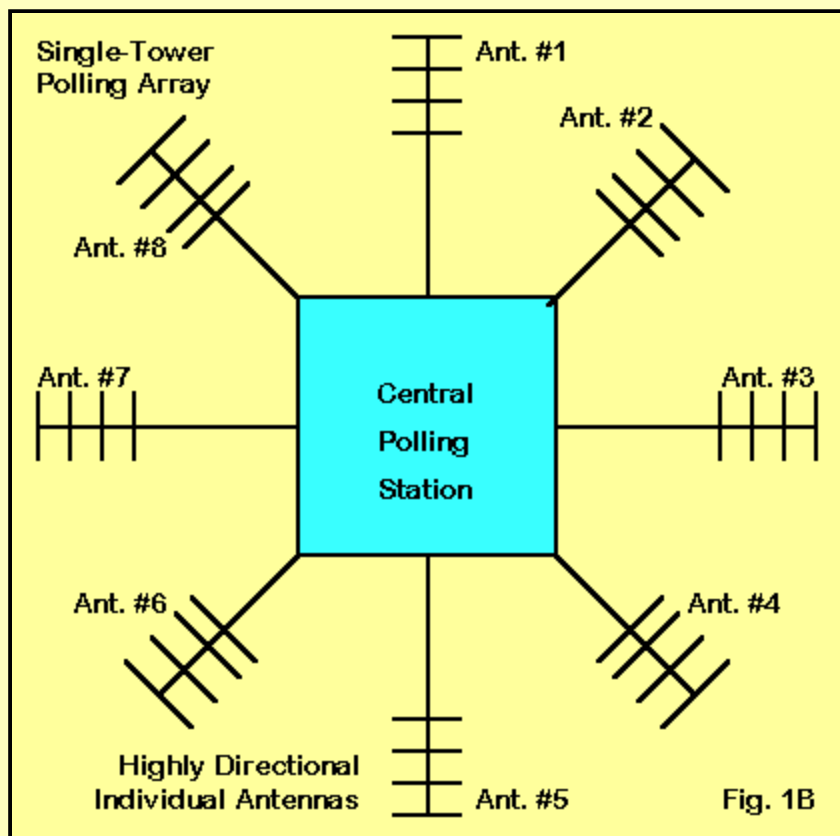 Single-Tower
Polling Array
Ant. #1
Ant. #2
Ant. #8
Ant. #7
Ant. #3
Central
Polling
Station
Ant. #6
Ant. #4
Highly Directional
Individual Antennas
Ant. #5
Fig. 1B